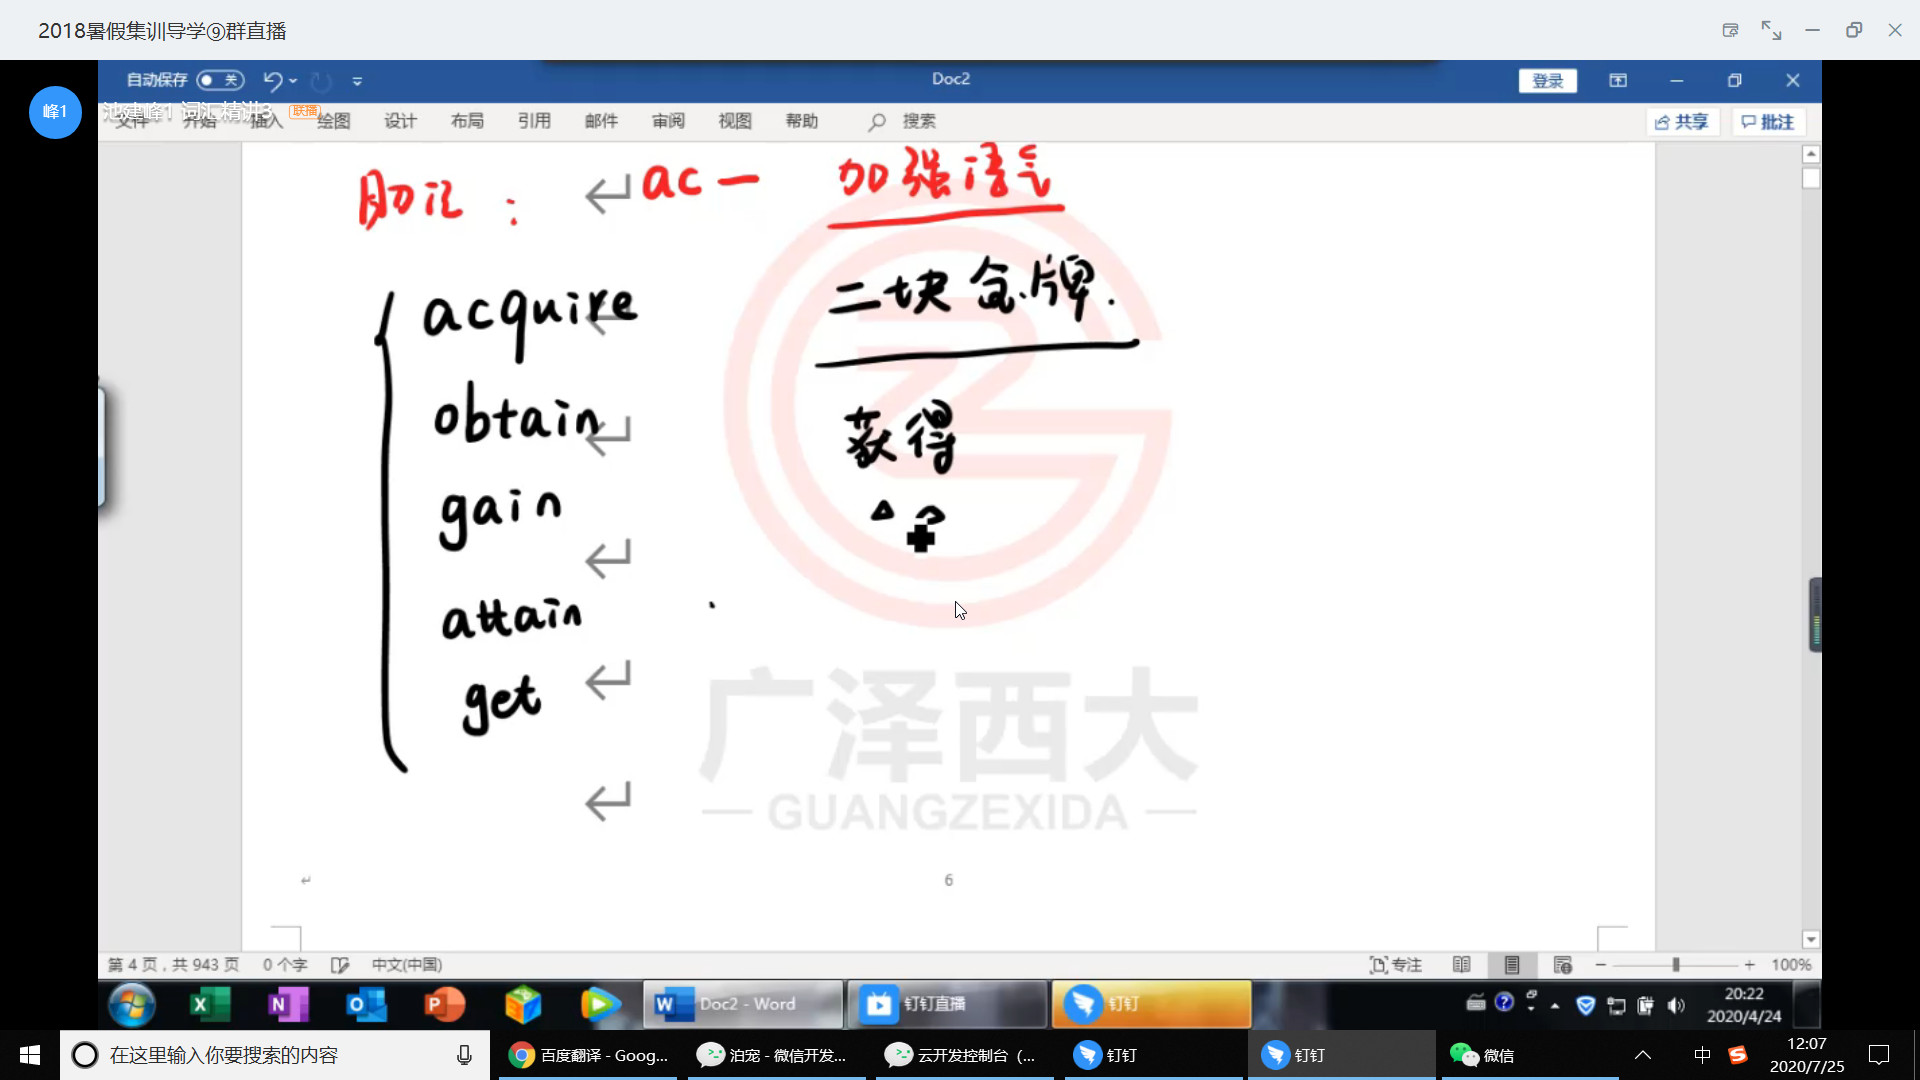 2018暑假集训导学⑨群直播
自动保存 关 Doc2 登录
峰1 池建峰1 词汇精讲3 联播
文件 开始 插入 绘图 设计 布局 引用 邮件 审阅 视图 帮助 搜索 共享 批注
助记： ac — 加强语气
acquire 二块金牌.
obtain 获得
gain
attain
get
广泽西大
— GUANGZEXIDA —
6
第 4 页，共 943 页 0 个字 中文(中国) 专注 100%
Doc2 - Word 钉钉直播 钉钉 20:22
2020/4/24
在这里输入你要搜索的内容 百度翻译 - Goog... 泊宠 - 微信开发... 云开发控制台（... 钉钉 钉钉 微信 中 12:07
2020/7/25